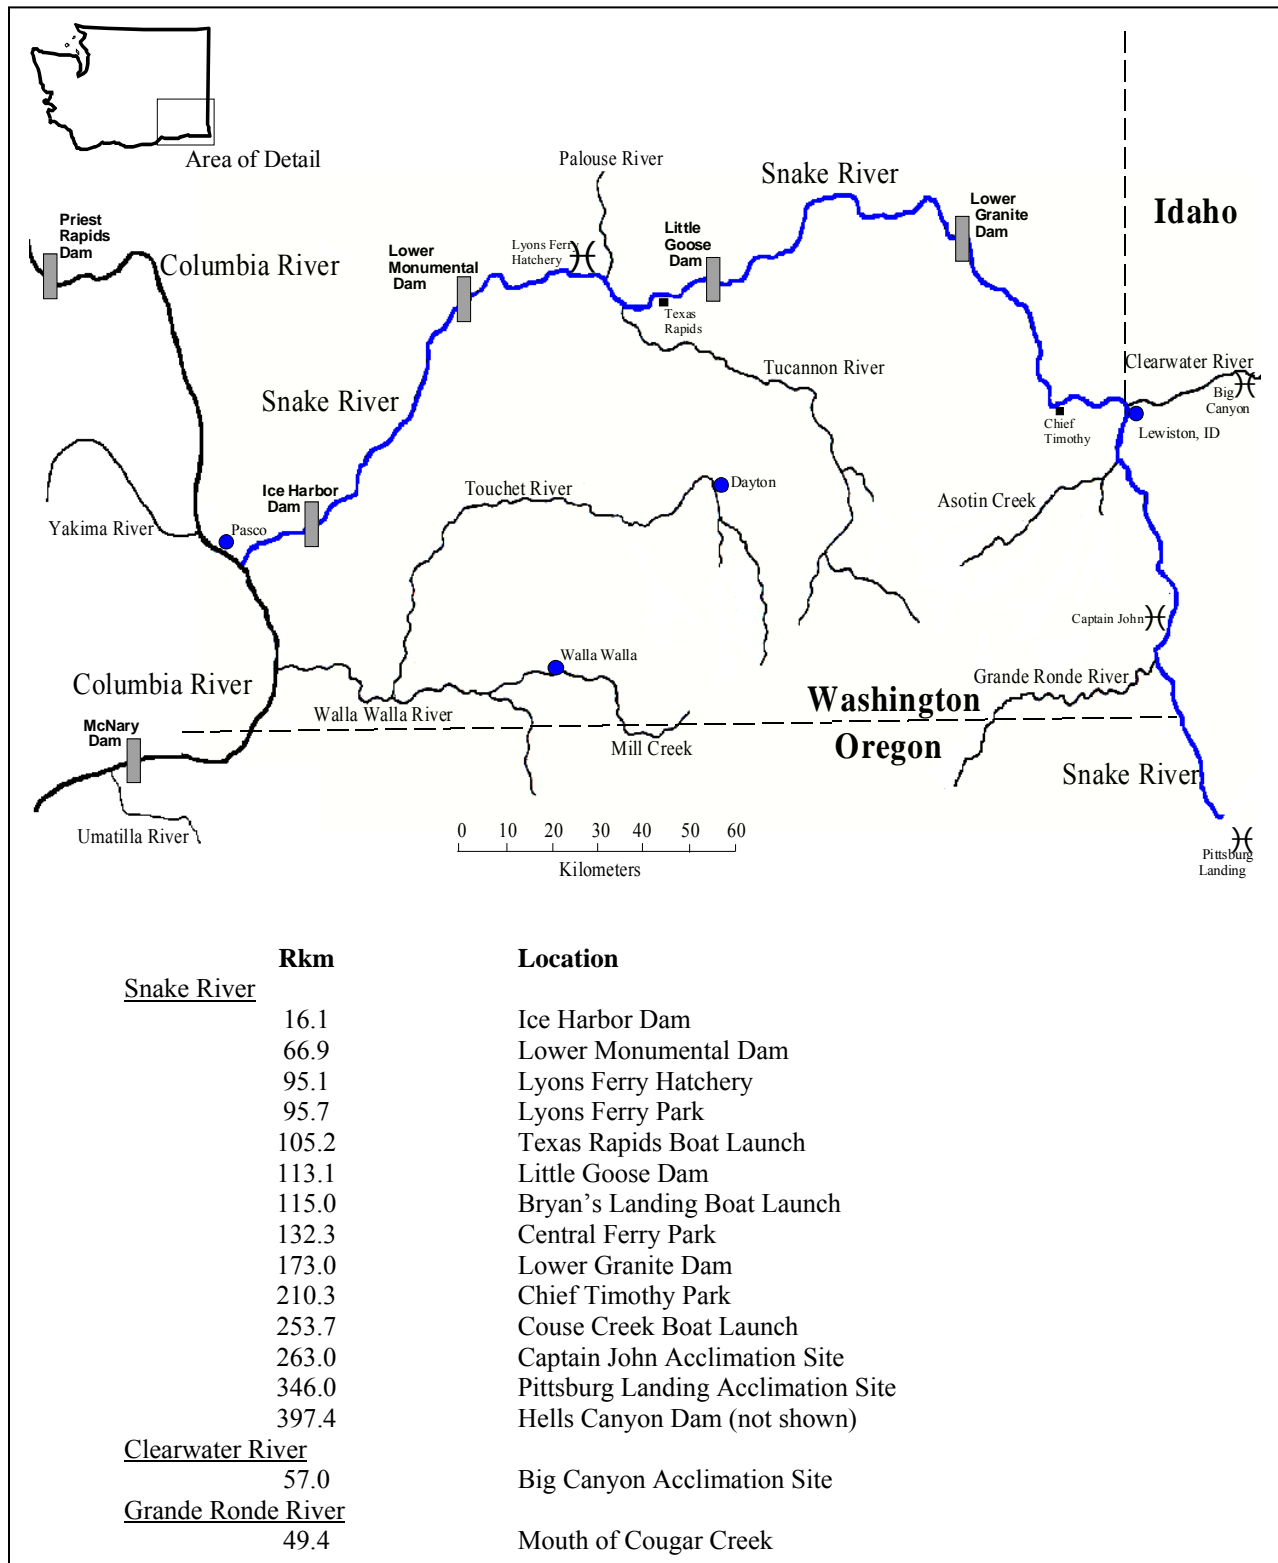 Area of Detail
Palouse River
Snake River
Idaho
Priest
Rapids
Dam
Columbia River
Lower
Monumental
Dam
Lyons Ferry
Hatchery
Little
Goose
Dam
Lower
Granite
Dam
Texas
Rapids
Tucannon River
Clearwater River
Big
Canyon
Chief
Timothy
Lewiston, ID
Snake River
Ice Harbor
Dam
Touchet River
Dayton
Asotin Creek
Yakima River
Pasco
Captain John
Walla Walla
Grande Ronde River
Columbia River
Walla Walla River
Washington
McNary
Dam
Mill Creek
Oregon
Snake River
Umatilla River
0 10 20 30 40 50 60
Kilometers
Pittsburg
Landing
Rkm Location
Snake River
16.1 Ice Harbor Dam
66.9 Lower Monumental Dam
95.1 Lyons Ferry Hatchery
95.7 Lyons Ferry Park
105.2 Texas Rapids Boat Launch
113.1 Little Goose Dam
115.0 Bryan's Landing Boat Launch
132.3 Central Ferry Park
173.0 Lower Granite Dam
210.3 Chief Timothy Park
253.7 Couse Creek Boat Launch
263.0 Captain John Acclimation Site
346.0 Pittsburg Landing Acclimation Site
397.4 Hells Canyon Dam (not shown)
Clearwater River
57.0 Big Canyon Acclimation Site
Grande Ronde River
49.4 Mouth of Cougar Creek